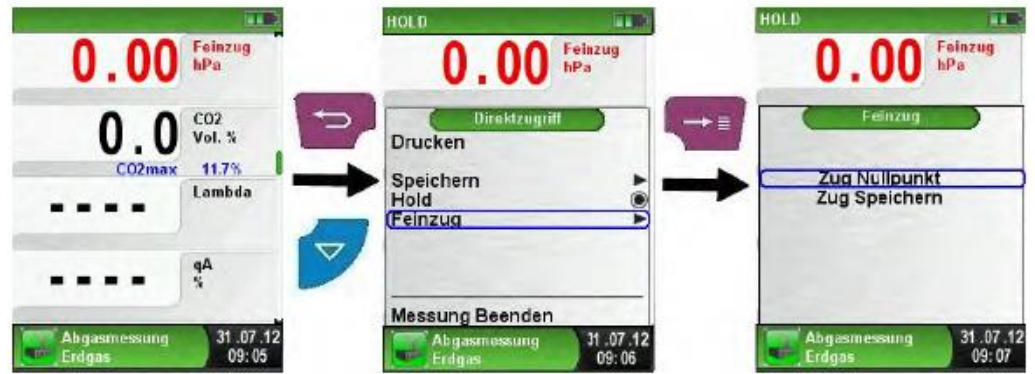 0.00 Feinzug
hPa
0.0 CO2
Vol. %
CO2max 11.7%
---- Lambda
---- qA
%
Abgasmessung 31.07.12
Erdgas 09:05
HOLD
0.00 Feinzug
hPa
Direktzugriff
Drucken
Speichern
Hold
Feinzug
Messung Beenden
Abgasmessung 31.07.12
Erdgas 09:06
HOLD
0.00 Feinzug
hPa
Feinzug
Zug Nullpunkt
Zug Speichern
Abgasmessung 31.07.12
Erdgas 09:07